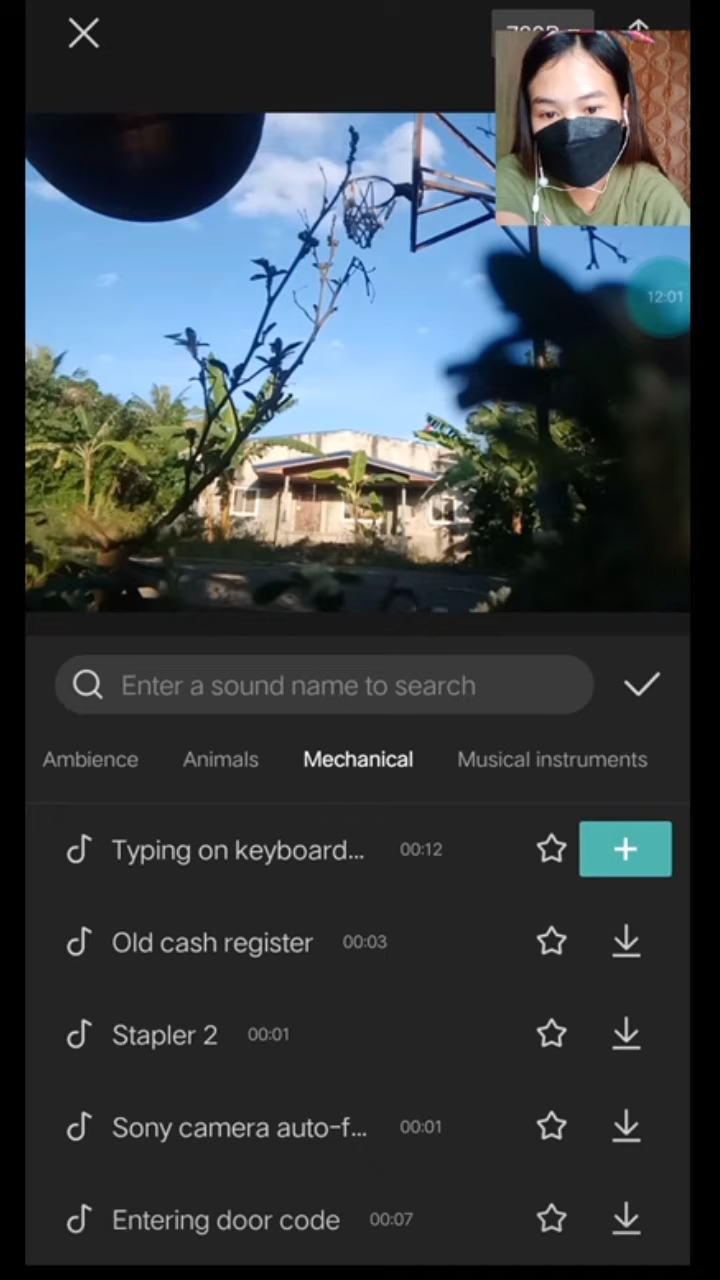 12:01
Enter a sound name to search
Ambience Animals Mechanical Musical instruments
Typing on keyboard... 00:12
Old cash register 00:03
Stapler 2 00:01
Sony camera auto-f... 00:01
Entering door code 00:07